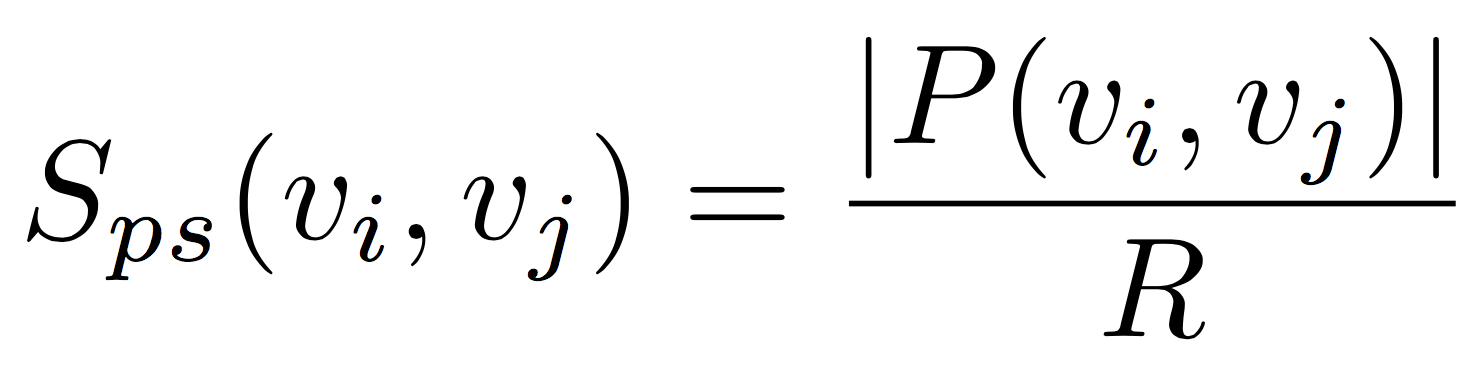 S_{ps}(v_i, v_j) = \frac{|P(v_i, v_j)|}{R}